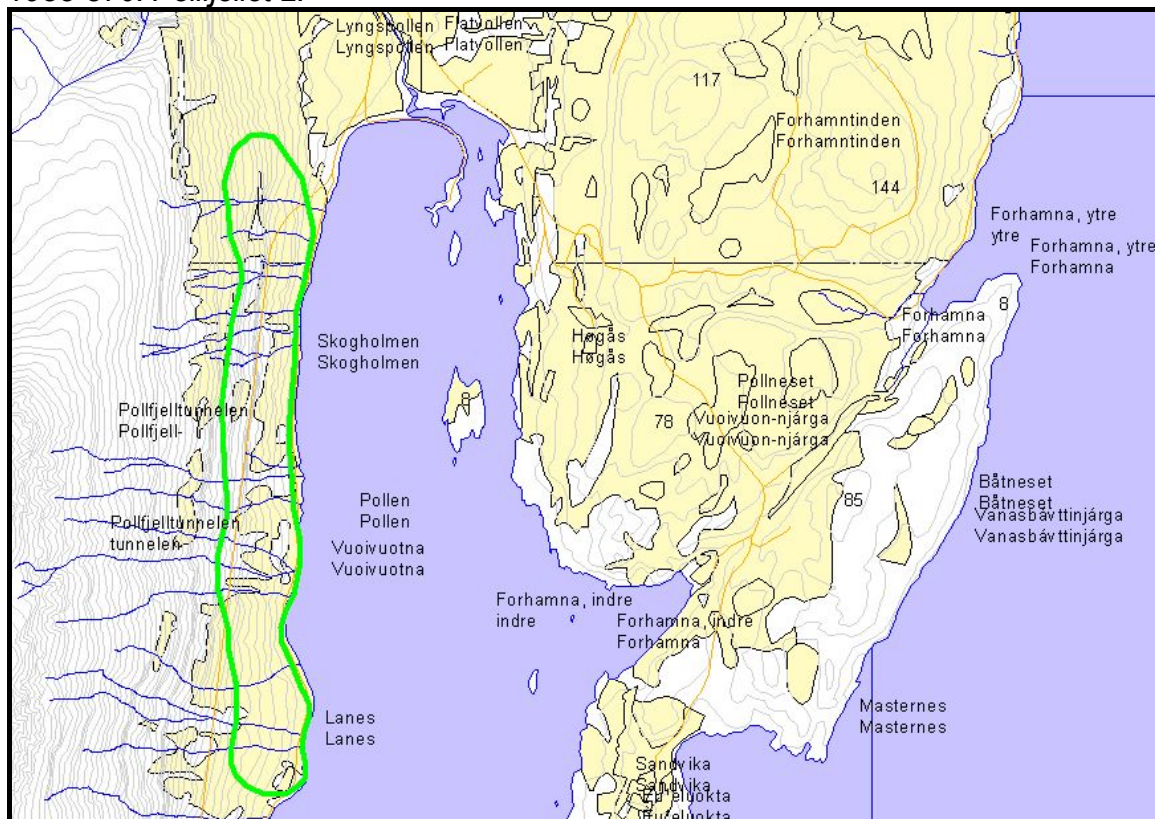 Pollfjellet E.
Lyngspollen
Lyngspollen
Flatvollen
Flatvollen
117
Forhamntinden
Forhamntinden
144
Forhamna, ytre
ytre
Forhamna, ytre
Forhamna
8
Forhamna
Forhamna
Skogholmen
Skogholmen
Høgås
Høgås
Pollneset
Pollneset
8
78
Vuoivuon-njárga
Vuoivuon-njárga
Pollfjelltunnelen
Pollfjell-
Pollen
Pollen
85
Båtneset
Båtneset
Vanasbávttinjárga
Vanasbávttinjárga
Pollfjelltunnelen
tunnelen-
Vuoivuotna
Vuoivuotna
Forhamna, indre
indre
Forhamna, indre
Forhamna
Lanes
Lanes
Masternes
Masternes
Sandvika
Sandvika